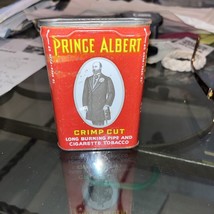 PRINCE ALBERT
CRIMP CUT
LONG BURNING PIPE AND
CIGARETTE TOBACCO